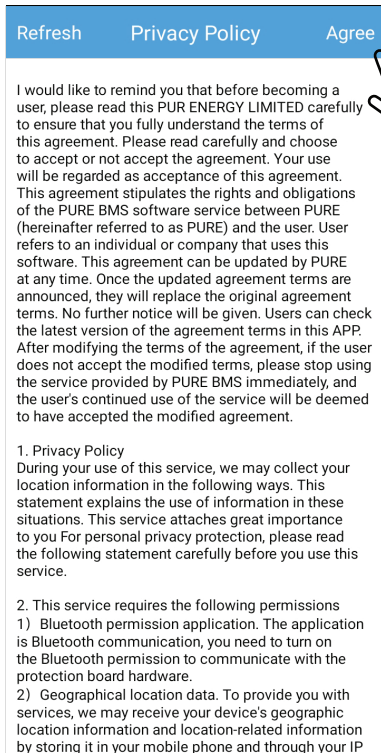 Refresh Privacy Policy Agree
I would like to remind you that before becoming a
user, please read this PUR ENERGY LIMITED carefully
to ensure that you fully understand the terms of
this agreement. Please read carefully and choose
to accept or not accept the agreement. Your use
will be regarded as acceptance of this agreement.
This agreement stipulates the rights and obligations
of the PURE BMS software service between PURE
(hereinafter referred to as PURE) and the user. User
refers to an individual or company that uses this
software. This agreement can be updated by PURE
at any time. Once the updated agreement terms are
announced, they will replace the original agreement
terms. No further notice will be given. Users can check
the latest version of the agreement terms in this APP.
After modifying the terms of the agreement, if the user
does not accept the modified terms, please stop using
the service provided by PURE BMS immediately, and
the user's continued use of the service will be deemed
to have accepted the modified agreement.
1. Privacy Policy
During your use of this service, we may collect your
location information in the following ways. This
statement explains the use of information in these
situations. This service attaches great importance
to you For personal privacy protection, please read
the following statement carefully before you use this
service.
2. This service requires the following permissions
1) Bluetooth permission application. The application
is Bluetooth communication, you need to turn on
the Bluetooth permission to communicate with the
protection board hardware.
2) Geographical location data. To provide you with
services, we may receive your device's geographic
location information and location-related information
by storing it in your mobile phone and through your IP